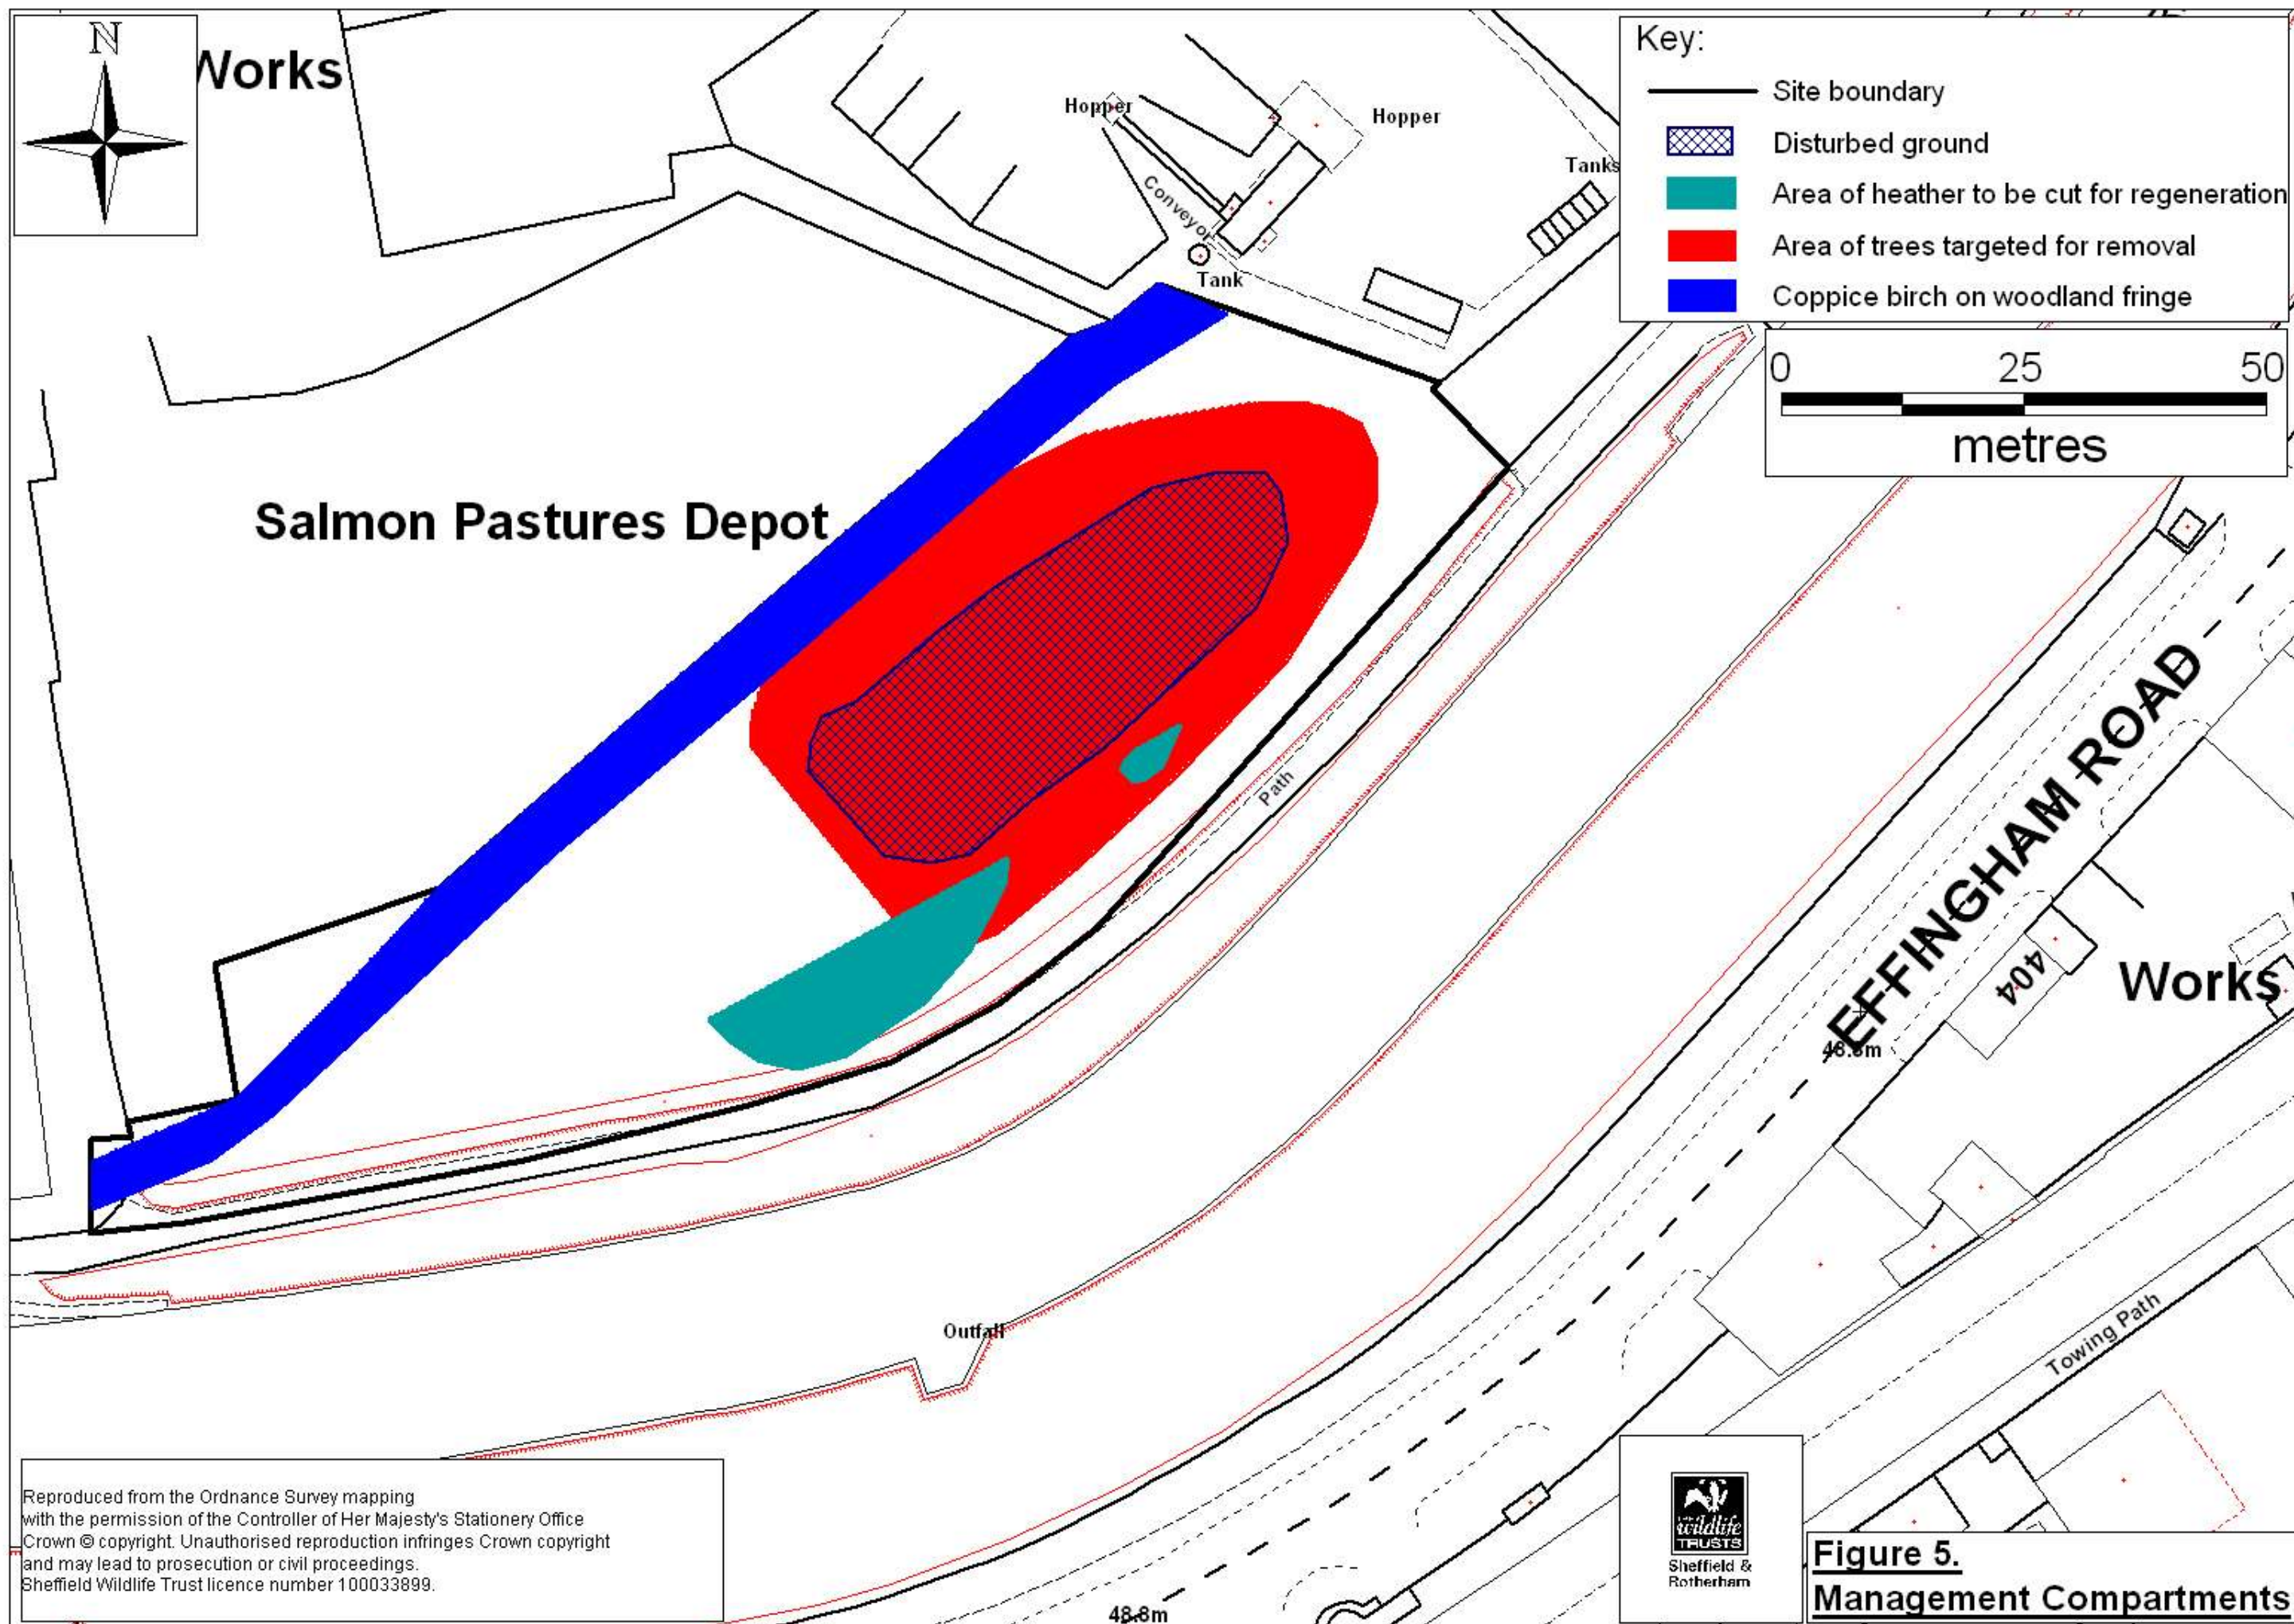 N
Works
Hopper
Hopper
Conveyor
Tank
Tanks
Key:
Site boundary
Disturbed ground
Area of heather to be cut for regeneration
Area of trees targeted for removal
Coppice birch on woodland fringe
0 25 50
metres
Salmon Pastures Depot
Path
EFFINGHAM ROAD
404
Works
Outfall
Towing Path
48.8m
Reproduced from the Ordnance Survey mapping
with the permission of the Controller of Her Majesty's Stationery Office
Crown © copyright. Unauthorised reproduction infringes Crown copyright
and may lead to prosecution or civil proceedings.
Sheffield Wildlife Trust licence number 100033899.
wildlife
TRUSTS
Sheffield &
Rotherham
Figure 5.
Management Compartments